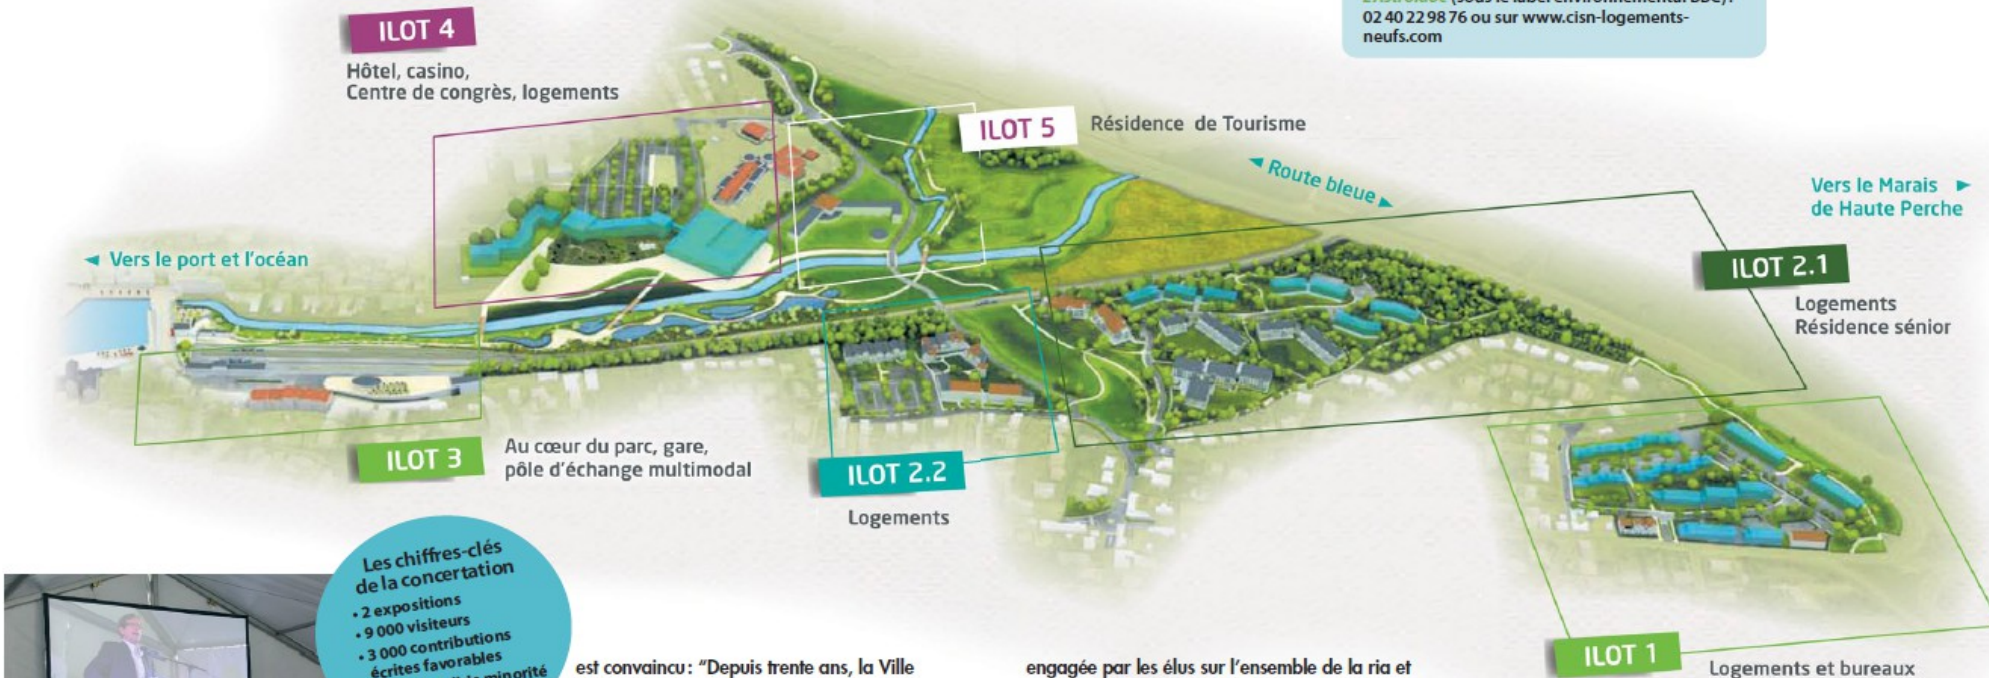 02 40 22 98 76 ou sur www.cisn-logements-
neufs.com
ILOT 4
Hôtel, casino,
Centre de congrès, logements
ILOT 5
Résidence de Tourisme
◄ Route bleue ►
Vers le Marais ►
de Haute Perche
◄ Vers le port et l'océan
ILOT 2.1
Logements
Résidence sénior
ILOT 3
Au cœur du parc, gare,
pôle d'échange multimodal
ILOT 2.2
Logements
ILOT 1
Logements et bureaux
Les chiffres-clés
de la concertation
• 2 expositions
• 9 000 visiteurs
• 3 000 contributions
écrites favorables
minorité
est convaincu : “Depuis trente ans, la Ville
engagée par les élus sur l'ensemble de la ria et